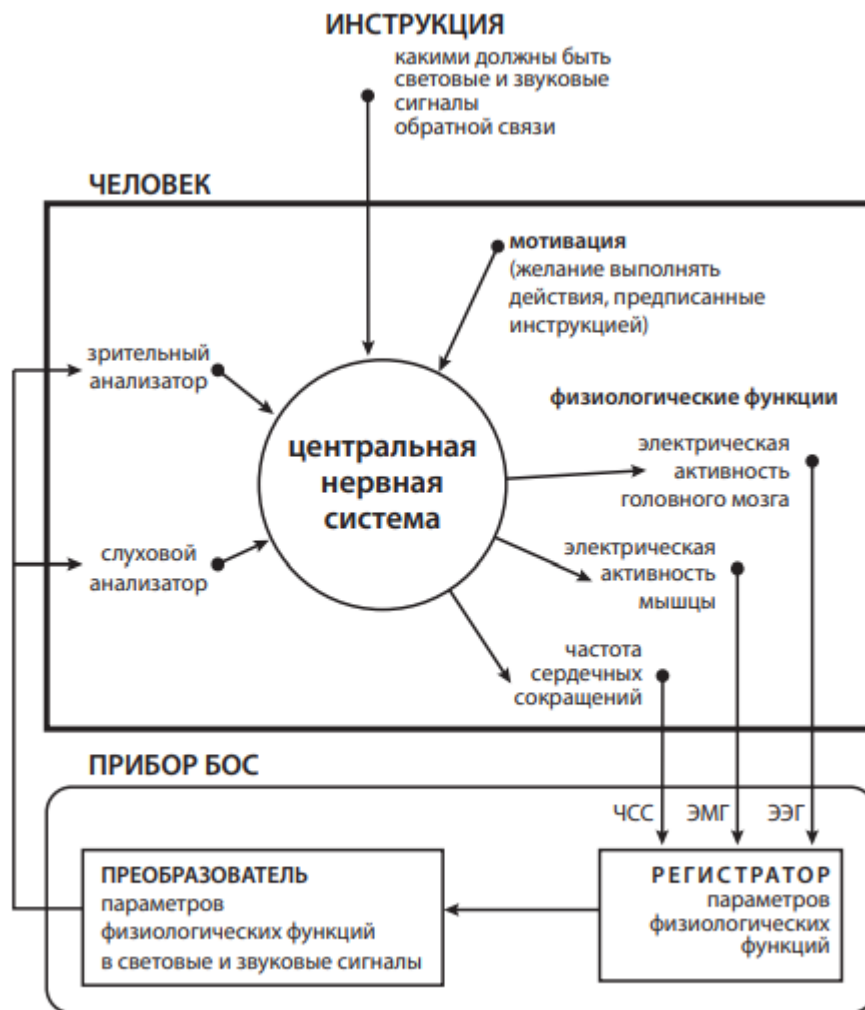 ИНСТРУКЦИЯ
какими должны быть
световые и звуковые
сигналы
обратной связи
ЧЕЛОВЕК
мотивация
(желание выполнять
действия, предписанные
инструкцией)
зрительный
анализатор
физиологические функции
центральная
нервная
система
электрическая
активность
головного мозга
слуховой
анализатор
электрическая
активность
мышцы
частота
сердечных
сокращений
ПРИБОР БОС
ЧСС ЭМГ ЭЭГ
ПРЕОБРАЗОВАТЕЛЬ
параметров
физиологических функций
в световые и звуковые сигналы
РЕГИСТРАТОР
параметров
физиологических
функций